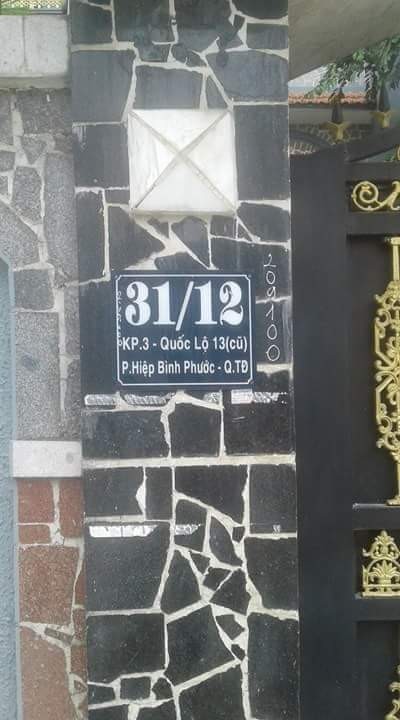 31/12
KP.3 - Quốc Lộ 13(cũ)
P.Hiệp Bình Phước - Q.TĐ
209100